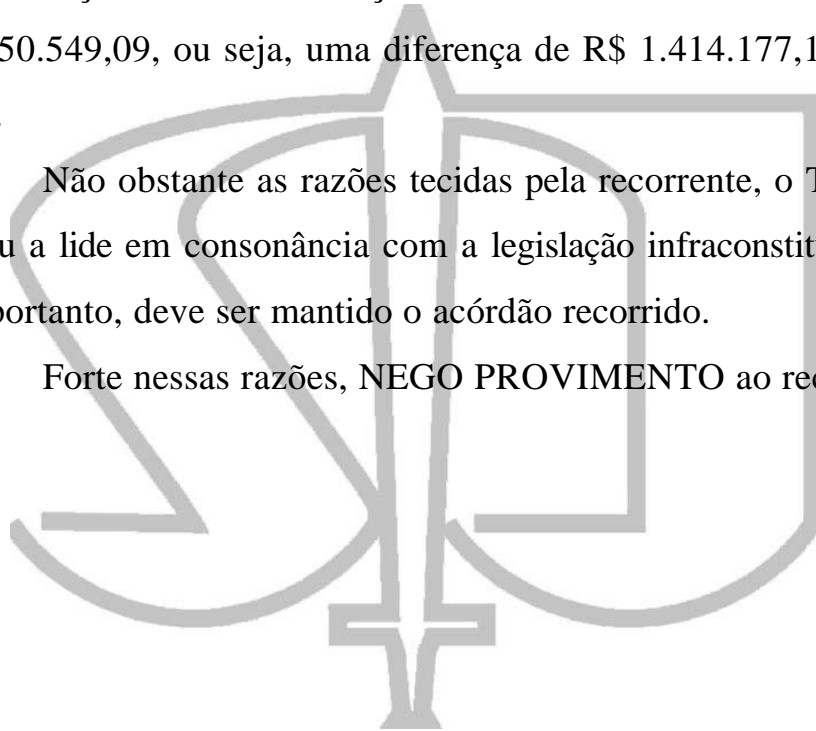 50.549,09, ou seja, uma diferença de R$ 1.414.177,1
Não obstante as razões tecidas pela recorrente, o T
u a lide em consonância com a legislação infraconstitu
portanto, deve ser mantido o acórdão recorrido.
Forte nessas razões, NEGO PROVIMENTO ao rec